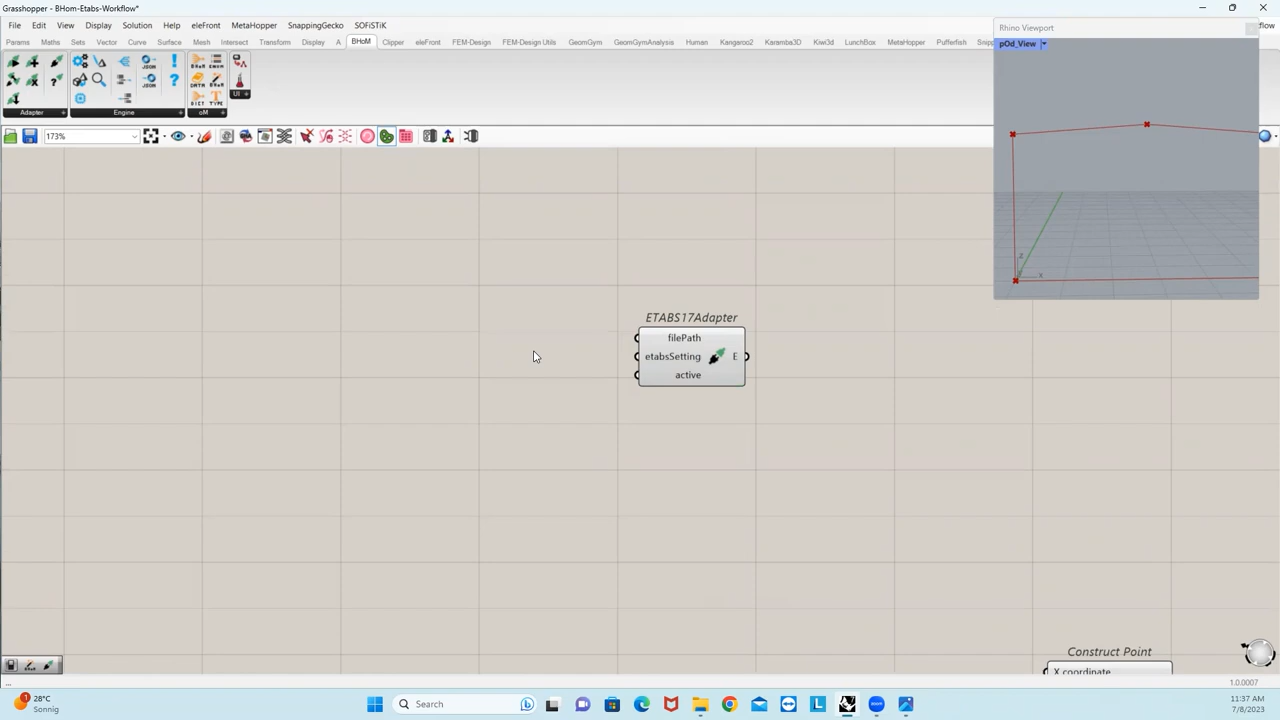 Grasshopper - BHom-Etabs-Workflow*
File Edit View Display Solution Help eleFront MetaHopper SnappingGecko SOFiSTiK
Params Maths Sets Vector Curve Surface Mesh Intersect Transform Display A BHoM Clipper eleFront FEM-Design FEM-Design Utils GeomGym GeomGymAnalysis Human Kangaroo2 Karamba3D Kiwi3d LunchBox MetaHopper Pufferfish
Rhino Viewport
pOd_View
Adapter Engine oM UI
173%
z
x
ETABS17Adapter
filePath
etabsSetting E
active
Construct Point
X coordinate
1.0.0007
28°C
Sonnig
Search
11:37 AM
7/8/2023